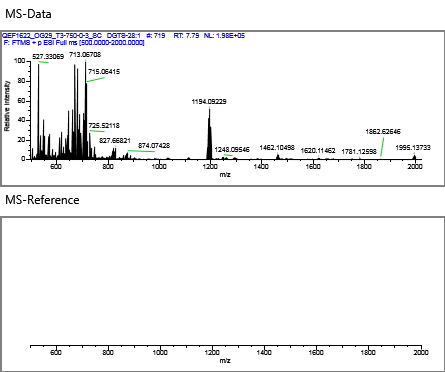 MS-Data
QEF1622_OG29_T3-750-0-3_BC DGTS-28:1 #: 719 RT: 7.79 NL: 1.98E+05
F: FTMS + p ESI Full ms [500.0000-2000.0000]
100
80
60
40
20
0
Relative Intensity
527.33069
713.06708
715.06415
725.52118
827.66821
874.07428
1194.09229
1248.09546
1462.10498
1620.11462
1781.12598
1862.62646
1995.13733
600 800 1000 1200 1400 1600 1800 2000
m/z
MS-Reference
600 800 1000 1200 1400 1600 1800 2000
m/z